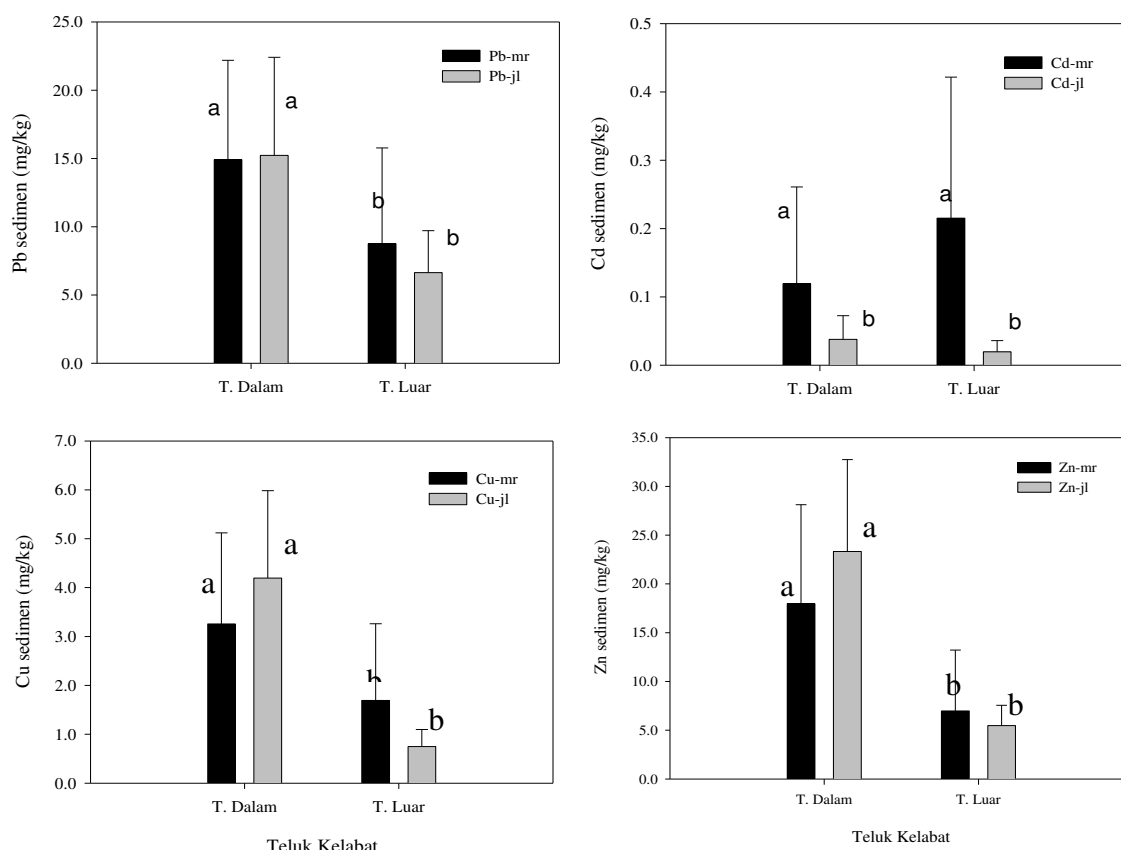 25.0
20.0
15.0
10.0
5.0
0.0
Pb sedimen (mg/kg)
Pb-mr
Pb-jl
a
a
b
b
T. Dalam
T. Luar
0.5
0.4
0.3
0.2
0.1
0.0
Cd sedimen (mg/kg)
Cd-mr
Cd-jl
a
b
a
b
T. Dalam
T. Luar
7.0
6.0
5.0
4.0
3.0
2.0
1.0
0.0
Cu sedimen (mg/kg)
Cu-mr
Cu-jl
a
a
b
b
T. Dalam
T. Luar
Teluk Kelabat
35.0
30.0
25.0
20.0
15.0
10.0
5.0
0.0
Zn sedimen (mg/kg)
Zn-mr
Zn-jl
a
a
b
b
T. Dalam
T. Luar
Teluk Kelabat